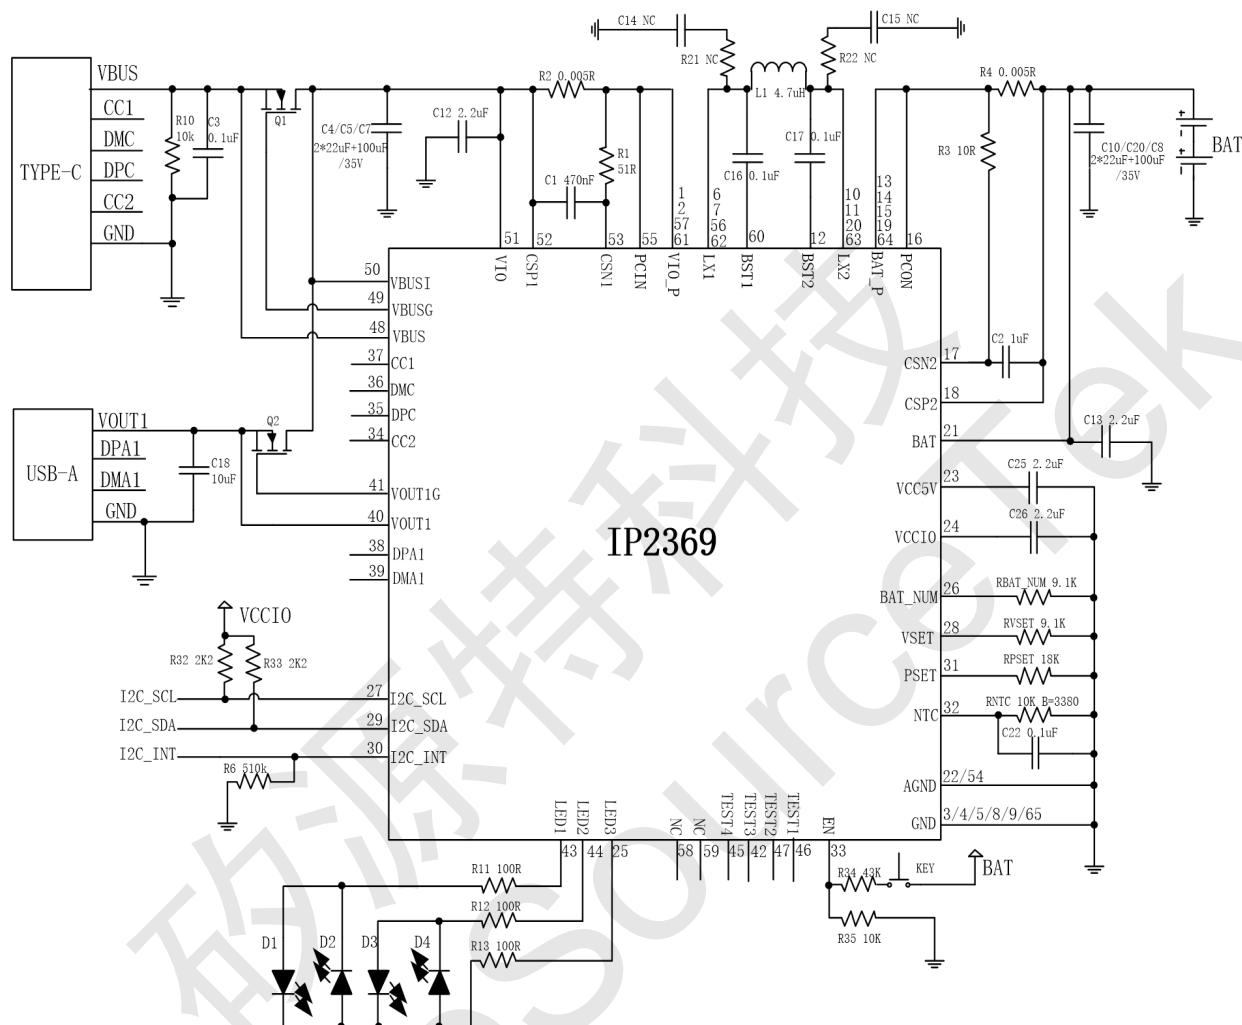 C14 NC
C15 NC
R21 NC
R22 NC
TYPE-C
VBUS
CC1
DMC
DPC
CC2
GND
R10
10k
C3
0.1uF
Q1
C4/C5/C7
2*22uF+100uF
/35V
C12 2.2uF
R2 0.005R
R1
51R
C1 470nF
L1 4.7uH
C16 0.1uF
C17 0.1uF
R4 0.005R
R3 10R
C10/C20/C8
2*22uF+100uF
/35V
BAT
51
52
53
55
1
2
57
61
6
7
56
62
60
12
10
11
20
63
13
14
15
19
64
16
VIO
CSP1
CSN1
PCIN
VIO_P
LX1
BST1
BST2
LX2
BAT_P
PCON
50
VBUSI
49
VBUSG
48
VBUS
37
CC1
36
DMC
35
DPC
34
CC2
41
VOUT1G
40
VOUT1
38
DPA1
39
DMA1
USB-A
VOUT1
DPA1
DMA1
GND
Q2
C18
10uF
IP2369
CSN2
17
C2 1uF
CSP2
18
BAT
21
C13 2.2uF
VCC5V
23
C25 2.2uF
VCCIO
24
C26 2.2uF
BAT_NUM
26
RBAT_NUM 9.1K
VSET
28
RVSET 9.1K
PSET
31
RPSET 18K
NTC
32
RNTC 10K B=3380
C22 0.1uF
AGND
22/54
GND
3/4/5/8/9/65
VCCIO
R32 2K2
R33 2K2
I2C_SCL
27
I2C_SCL
I2C_SDA
29
I2C_SDA
I2C_INT
30
I2C_INT
R6 510k
LED1
LED2
LED3
NC
NC
TEST4
TEST3
TEST2
TEST1
EN
43
44
25
58
59
45
42
47
46
33
R11 100R
R12 100R
R13 100R
D1
D2
D3
D4
R34 43K
KEY
BAT
R35 10K
矽源特科技
SourceTek